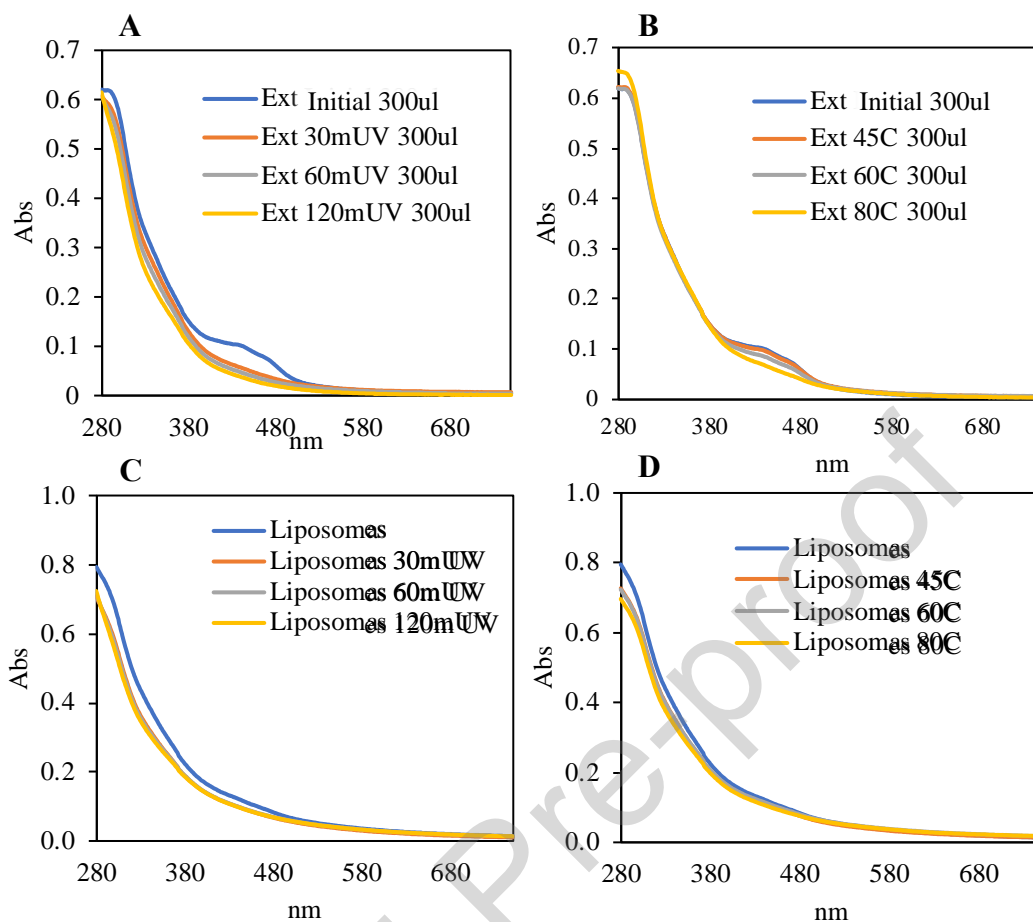 A
0.7
0.6
0.5
0.4
0.3
0.2
0.1
0
Abs
Ext Initial 300ul
Ext 30mUV 300ul
Ext 60mUV 300ul
Ext 120mUV 300ul
280 380 480 580 680
nm
B
0.7
0.6
0.5
0.4
0.3
0.2
0.1
0
Abs
Ext Initial 300ul
Ext 45C 300ul
Ext 60C 300ul
Ext 80C 300ul
280 380 480 580 680
nm
C
1.0
0.8
0.6
0.4
0.2
0.0
Abs
Liposomes
Liposomes 30m UV
Liposomes 60m UV
Liposomes 120m UV
280 380 480 580 680
nm
D
1.0
0.8
0.6
0.4
0.2
0.0
Abs
Liposomes
Liposomes 45C
Liposomes 60C
Liposomes 80C
280 380 480 580 680
nm
Pre-proof